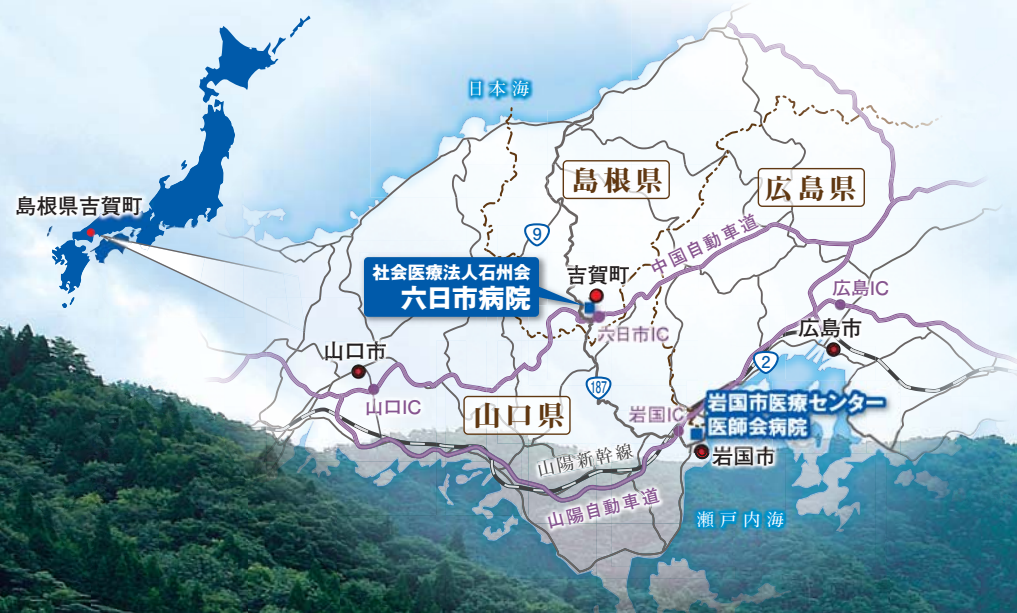 日本海
島根県
広島県
島根県吉賀町
9
中国自動車道
社会医療法人石州会
六日市病院
吉賀町
広島IC
六日市IC
広島市
山口市
2
187
山口IC
山口県
岩国IC
岩国市医療センター
医師会病院
岩国市
山陽新幹線
山陽自動車道
瀬戸内海